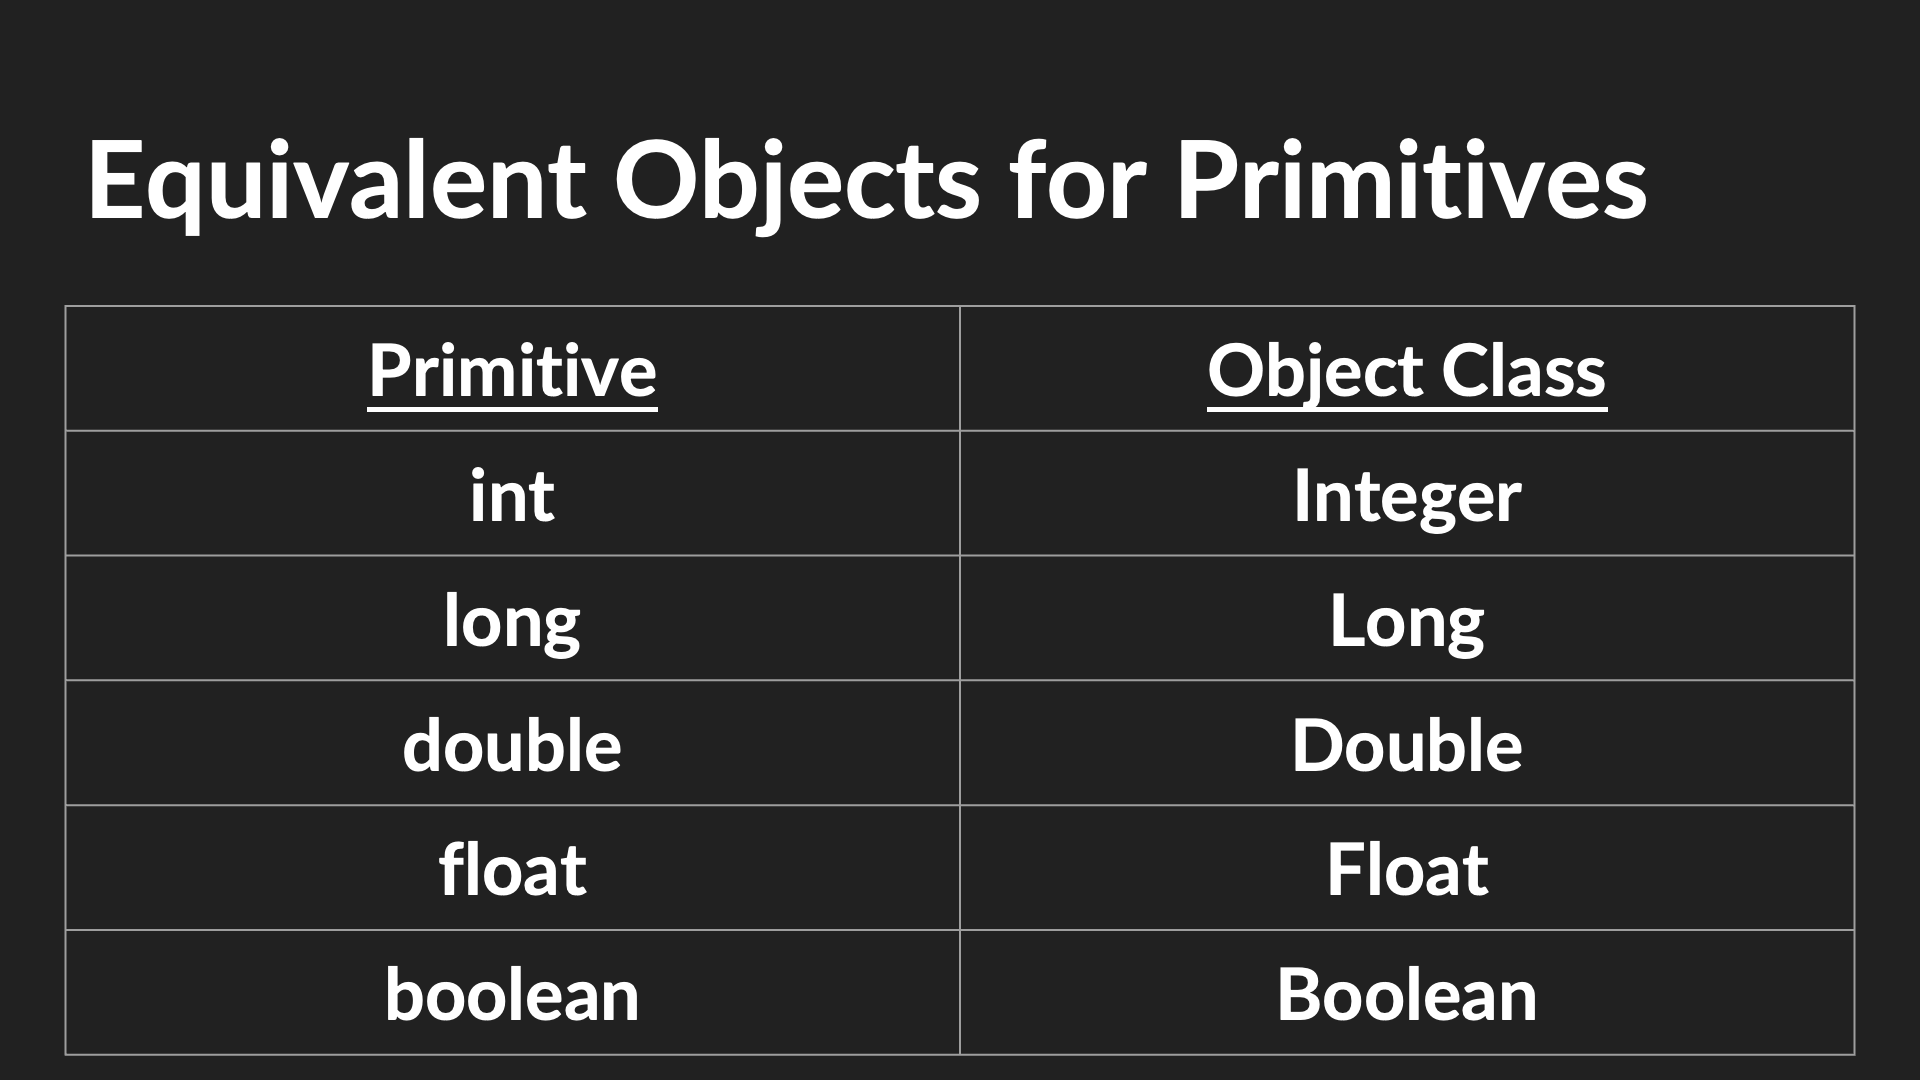 Equivalent Objects for Primitives
Primitive Object Class
int Integer
long Long
double Double
float Float
boolean Boolean